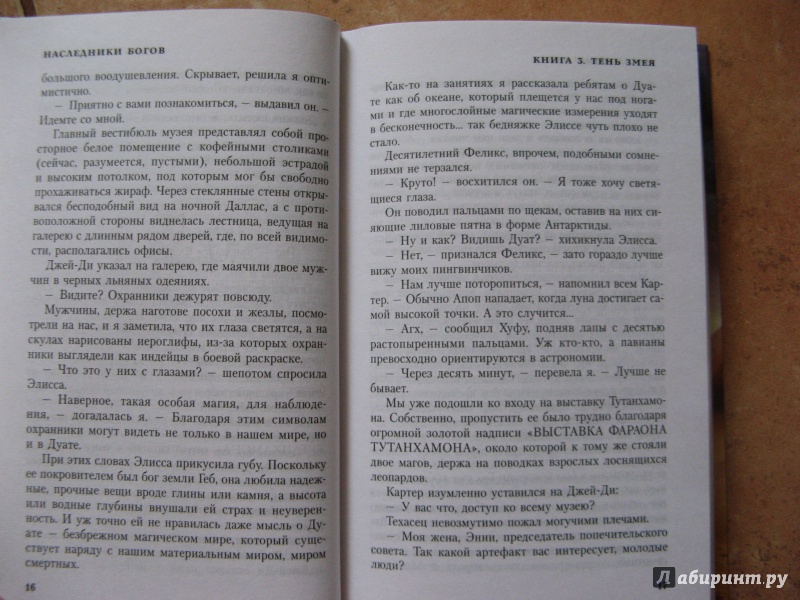 НАСЛЕДНИКИ БОГОВ
большого воодушевления. Скрывает, решила я опти-
мистично.
— Приятно с вами познакомиться, — выдавил он. —
Идемте со мной.
Главный вестибюль музея представлял собой про-
сторное белое помещение с кофейными столиками
(сейчас, разумеется, пустыми), небольшой эстрадой
и высоким потолком, под которым мог бы свободно
прохаживаться жираф. Через стеклянные стены откры-
вался бесподобный вид на ночной Даллас, а с проти-
воположной стороны виднелась лестница, ведущая на
галерею с длинным рядом дверей, где, по всей видимо-
сти, располагались офисы.
Джей-Ди указал на галерею, где маячили двое муж-
чин в черных льняных одеяниях.
— Видите? Охранники дежурят повсюду.
Мужчины, держа наготове посохи и жезлы, посмо-
трели на нас, и я заметила, что их глаза светятся, а на
скулах нарисованы иероглифы, из-за которых охран-
ники выглядели как индейцы в боевой раскраске.
— Что это у них с глазами? — шепотом спросила
Элисса.
— Наверное, такая особая магия, для наблюде-
ния, — догадалась я. — Благодаря этим символам
охранники могут видеть не только в нашем мире, но
и в Дуате.
При этих словах Элисса прикусила губу. Поскольку
ее покровителем был бог земли Геб, она любила надеж-
ные, прочные вещи вроде глины или камня, а высота
или водные глубины внушали ей страх и неуверен-
ность. И уж точно ей не нравилась даже мысль о Ду-
ате — безбрежном магическом мире, который суще-
ствует наряду с нашим материальным миром, миром
смертных.
16
КНИГА 3. ТЕНЬ ЗМЕЯ
Как-то на занятиях я рассказала ребятам о Дуа-
те как об океане, который плещется у нас под нога-
ми и где многослойные магические измерения уходят
в бесконечность... так бедняжке Элиссе чуть плохо не
стало.
Десятилетний Феликс, впрочем, подобными сомне-
ниями не терзался.
— Круто! — восхитился он. — Я тоже хочу светя-
щиеся глаза.
Он поводил пальцами по щекам, оставив на них си-
яющие лиловые пятна в форме Антарктиды.
— Ну и как? Видишь Дуат? — хихикнула Элисса.
— Нет, — признался Феликс, — зато гораздо лучше
вижу моих пингвинчиков.
— Нам лучше поторопиться, — напомнил всем Кар-
тер. — Обычно Апоп нападает, когда луна достигает са-
мой высокой точки. А это случится...
— Агх, — сообщил Хуфу, подняв лапы с десятью
растопыренными пальцами. Уж кто-кто, а павианы
превосходно ориентируются в астрономии.
— Через десять минут, — перевела я. — Лучше не
бывает.
Мы уже подошли ко входу на выставку Тутанхамо-
на. Собственно, пропустить ее было трудно благодаря
огромной золотой надписи «ВЫСТАВКА ФАРАОНА
ТУТАНХАМОНА», около которой к тому же стояли
двое магов, держа на поводках взрослых лоснящихся
леопардов.
Картер изумленно уставился на Джей-Ди:
— У вас что, доступ ко всему музею?
Техасец невозмутимо пожал могучими плечами.
— Моя жена, Энни, председатель попечительского
совета. Так какой артефакт вас интересует, молодые
люди?
Лабиринт.ру